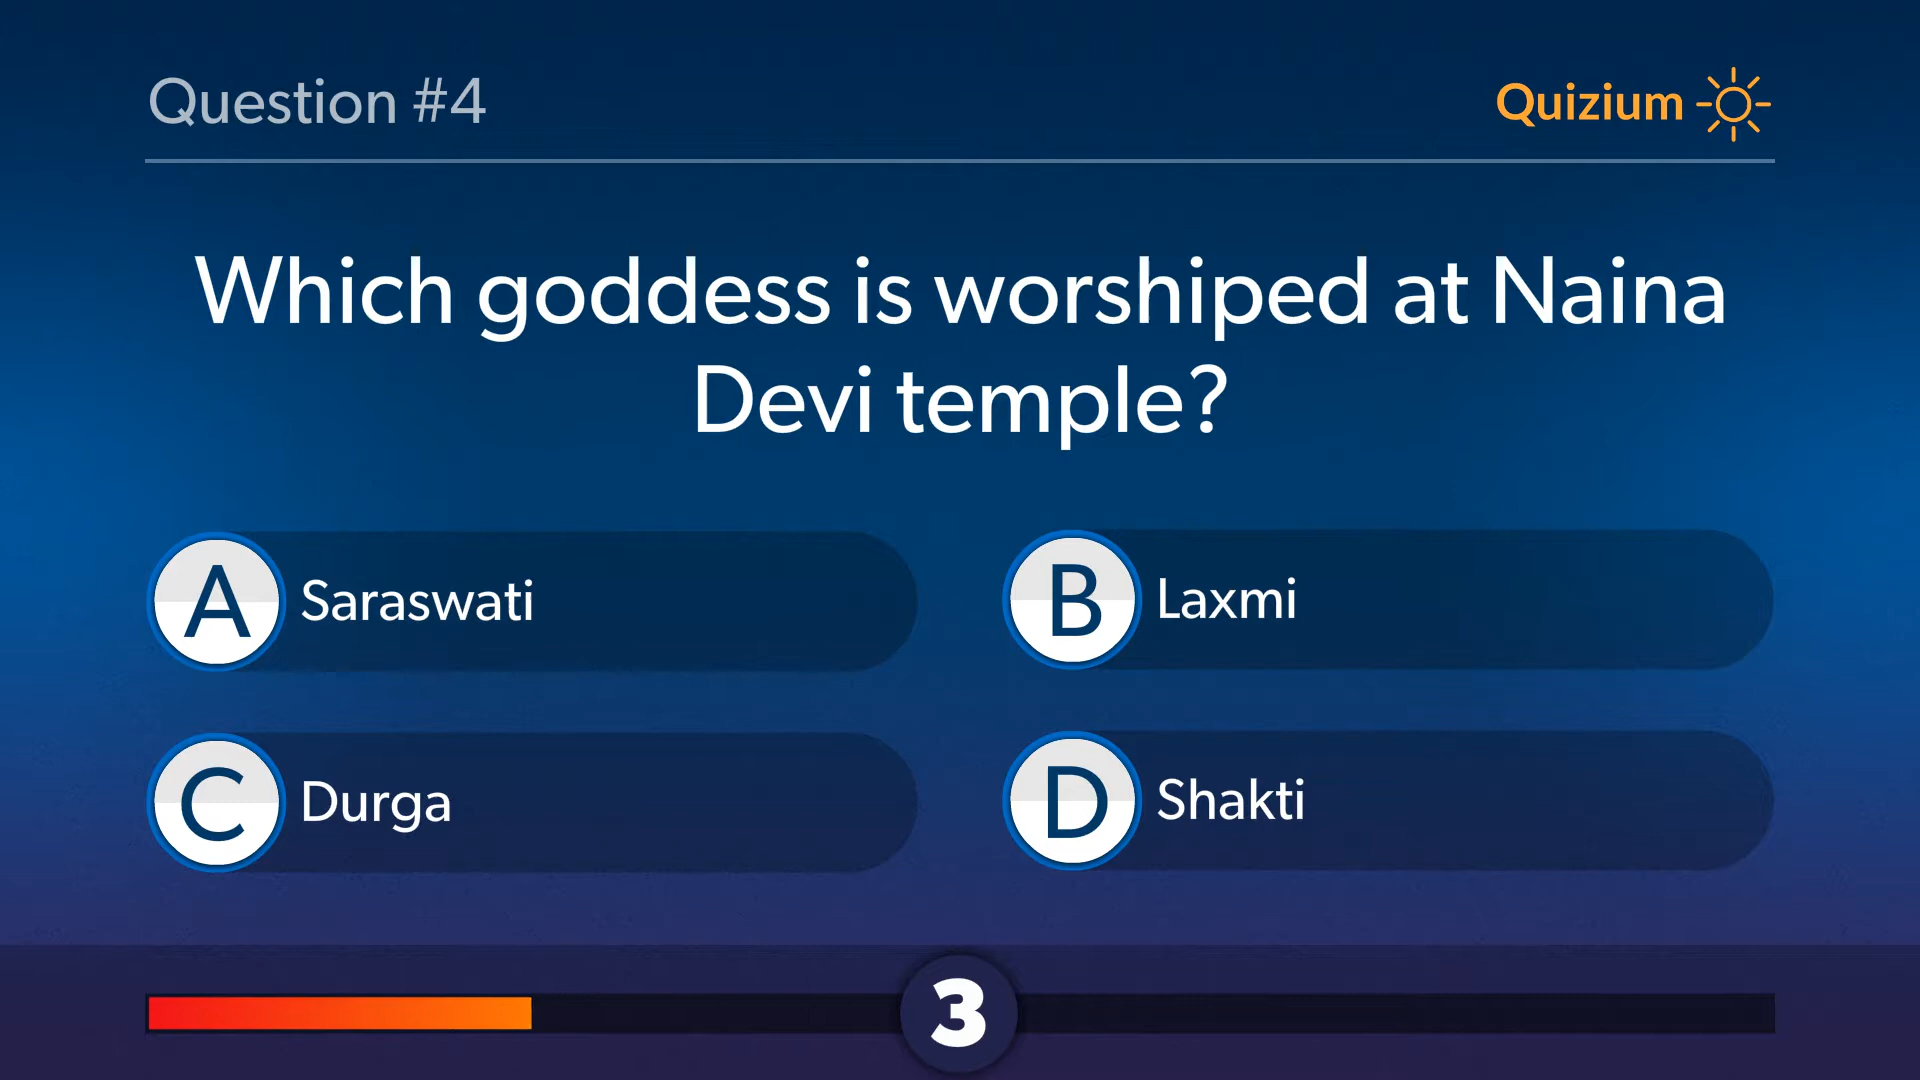 Question #4
Quizium
Which goddess is worshiped at Naina
Devi temple?
A Saraswati
B Laxmi
C Durga
D Shakti
3